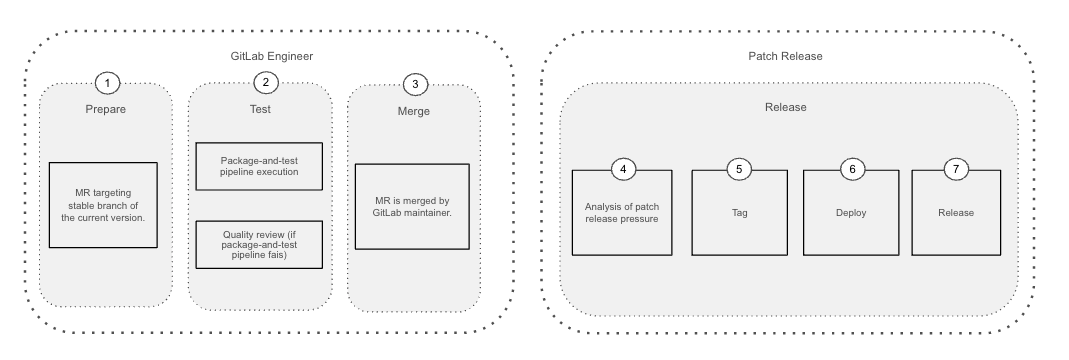 GitLab Engineer
1
Prepare
MR targeting
stable branch of
the current version.
2
Test
Package-and-test
pipeline execution
Quality review (if
package-and-test
pipeline fais)
3
Merge
MR is merged by
GitLab maintainer.
Patch Release
Release
4
Analysis of patch
release pressure
5
Tag
6
Deploy
7
Release